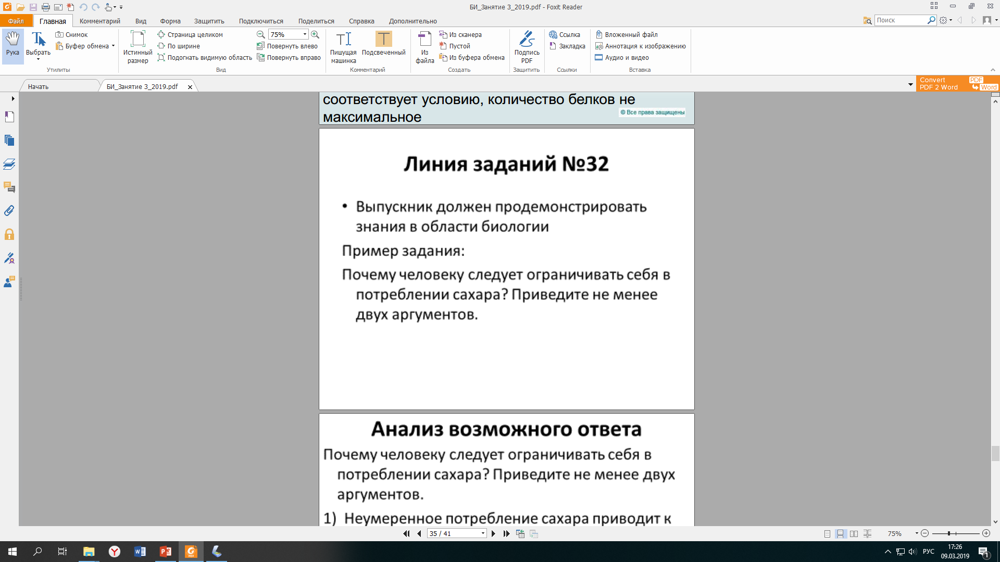 БИ_Занятие 3_2019.pdf - Foxit Reader
Файл Главная Комментарий Вид Форма Защитить Подключиться Поделиться Справка Дополнительно Поиск
Рука
Выбрать
Снимок
Буфер обмена
Утилиты
Истинный размер
Страница целиком
По ширине
Подогнать видимую область
75%
Повернуть влево
Повернуть вправо
Вид
Пишущая машинка
Подсвеченный
Комментарий
Из файла
Из сканера
Пустой
Из буфера обмена
Создать
Подпись PDF
Защитить
Ссылка
Закладка
Ссылки
Вложенный файл
Аннотация к изображению
Аудио и видео
Вставка
Начать
БИ_Занятие 3_2019.pdf
Convert PDF
PDF 2 Word Word
соответствует условию, количество белков не
максимальное
© Все права защищены
Линия заданий №32
• Выпускник должен продемонстрировать
знания в области биологии
Пример задания:
Почему человеку следует ограничивать себя в
потреблении сахара? Приведите не менее
двух аргументов.
Анализ возможного ответа
Почему человеку следует ограничивать себя в
потреблении сахара? Приведите не менее двух
аргументов.
1) Неумеренное потребление сахара приводит к
35 / 41
75%
РУС
17:26
09.03.2019
1